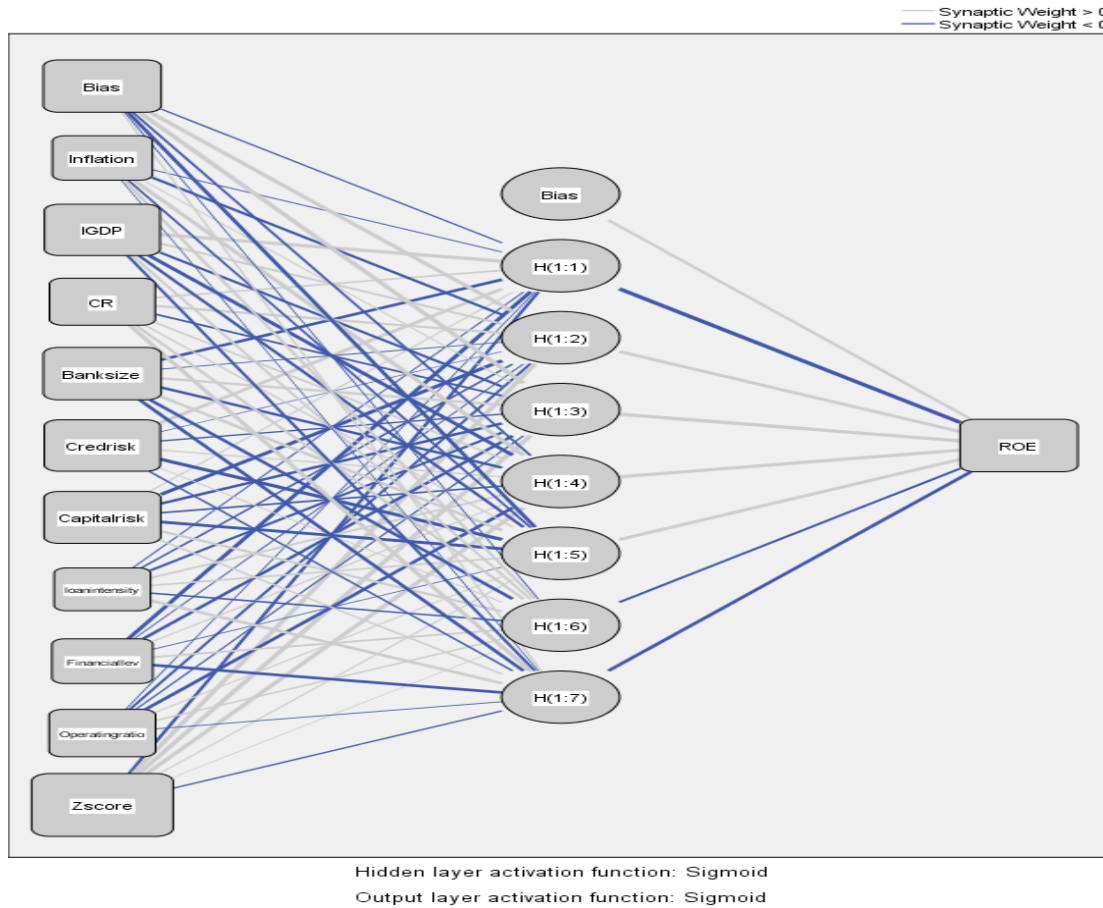 Synaptic Weight > 0
Synaptic Weight < 0
Bias
Inflation
IGDP
CR
Banksize
Credrisk
Capitalrisk
loanintensity
Financiallev
Operatingratio
Zscore
Bias
H(1:1)
H(1:2)
H(1:3)
H(1:4)
H(1:5)
H(1:6)
H(1:7)
ROE
Hidden layer activation function: Sigmoid
Output layer activation function: Sigmoid